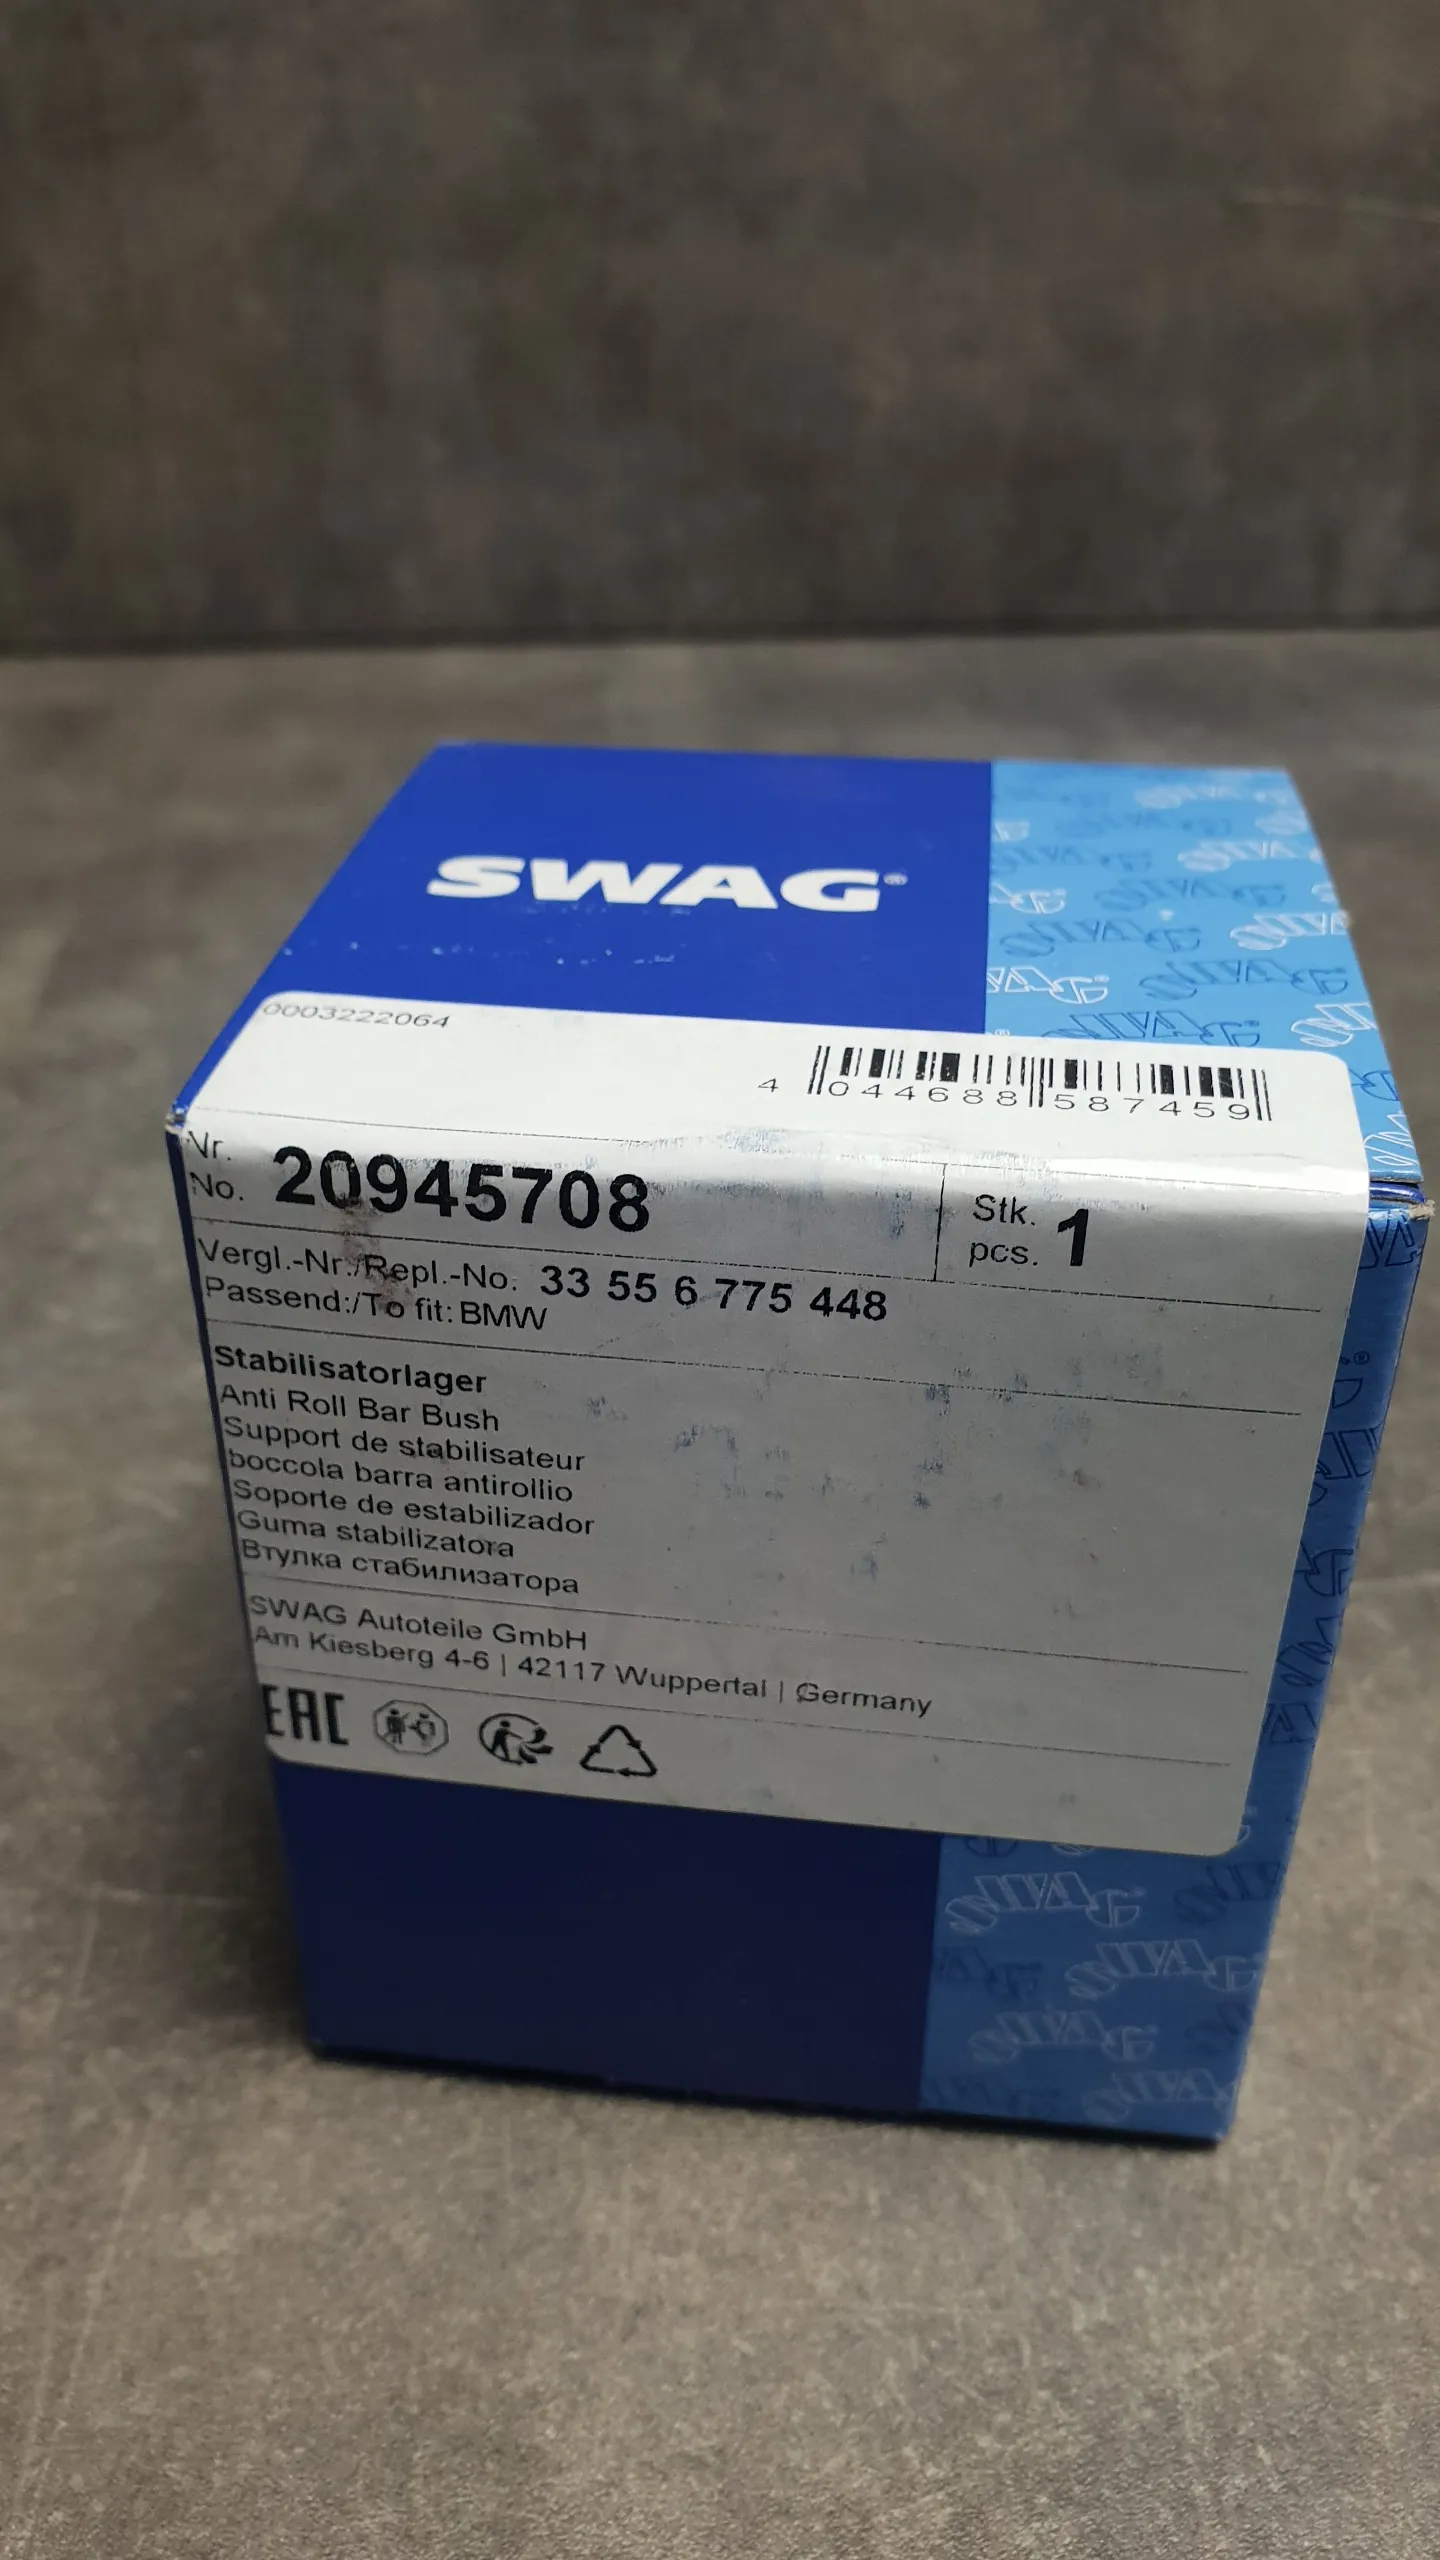 SWAG®
0003222064
4 044688 587459
Nr.
No. 20945708
Stk.
pcs. 1
Vergl.-Nr./Repl.-No. 33 55 6 775 448
Passend:/To fit: BMW
Stabilisatorlager
Anti Roll Bar Bush
Support de stabilisateur
boccola barra antirollio
Soporte de estabilizador
Guma stabilizatora
Втулка стабилизатора
SWAG Autoteile GmbH
Am Kiesberg 4-6 | 42117 Wuppertal | Germany
EAC